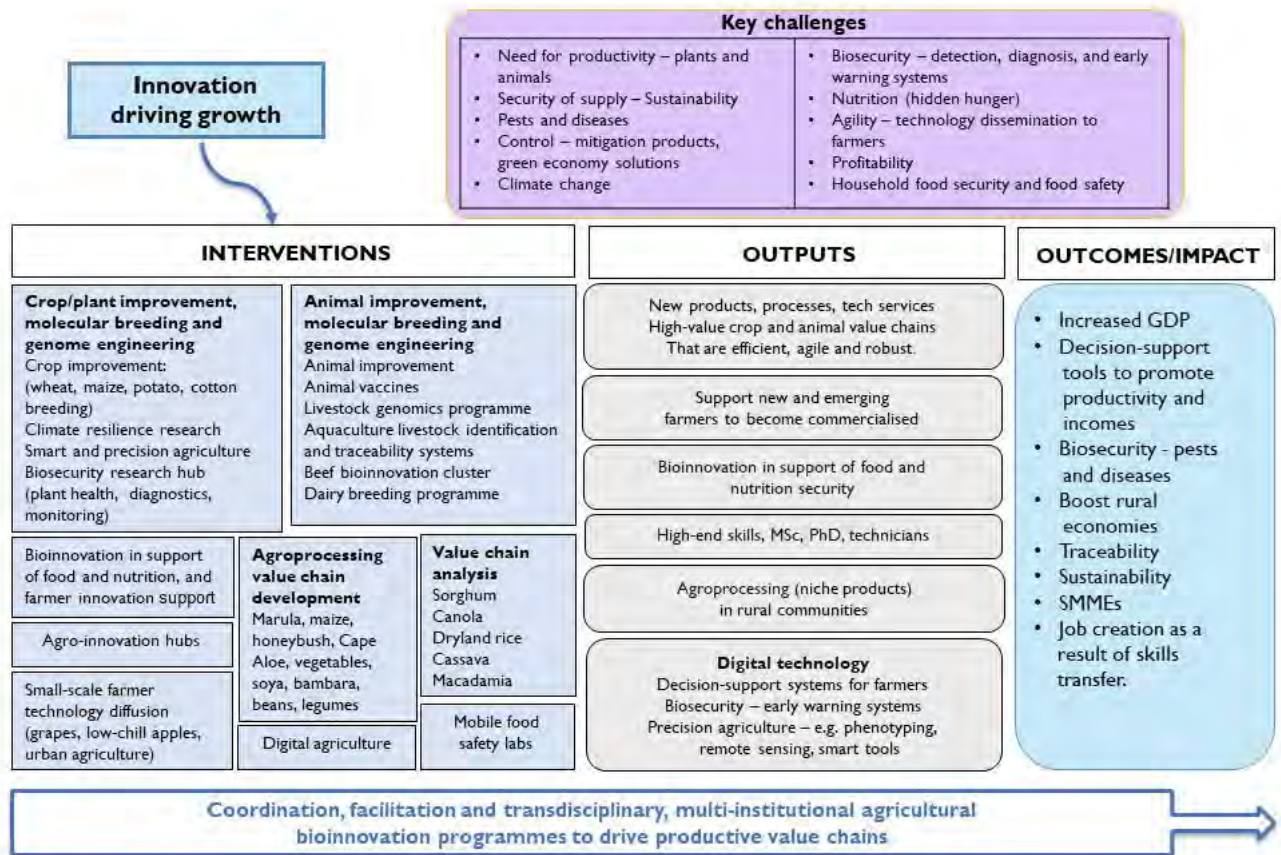 Key challenges
• Need for productivity – plants and
animals
• Security of supply – Sustainability
• Pests and diseases
• Control – mitigation products,
green economy solutions
• Climate change
• Biosecurity – detection, diagnosis, and early
warning systems
• Nutrition (hidden hunger)
• Agility – technology dissemination to
farmers
• Profitability
• Household food security and food safety
Innovation
driving growth
INTERVENTIONS
Crop/plant improvement,
molecular breeding and
genome engineering
Crop improvement:
(wheat, maize, potato, cotton
breeding)
Climate resilience research
Smart and precision agriculture
Biosecurity research hub
(plant health, diagnostics,
monitoring)
Animal improvement,
molecular breeding and
genome engineering
Animal improvement
Animal vaccines
Livestock genomics programme
Aquaculture livestock identification
and traceability systems
Beef bioinnovation cluster
Dairy breeding programme
Bioinnovation in support
of food and nutrition, and
farmer innovation support
Agro-innovation hubs
Small-scale farmer
technology diffusion
(grapes, low-chill apples,
urban agriculture)
Agroprocessing
value chain
development
Marula, maize,
honeybush, Cape
Aloe, vegetables,
soya, bambara,
beans, legumes
Digital agriculture
Value chain
analysis
Sorghum
Canola
Dryland rice
Cassava
Macadamia
Mobile food
safety labs
OUTPUTS
New products, processes, tech services
High-value crop and animal value chains
That are efficient, agile and robust.
Support new and emerging
farmers to become commercialised
Bioinnovation in support of food and
nutrition security
High-end skills, MSc, PhD, technicians
Agroprocessing (niche products)
in rural communities
Digital technology
Decision-support systems for farmers
Biosecurity – early warning systems
Precision agriculture – e.g. phenotyping,
remote sensing, smart tools
OUTCOMES/IMPACT
• Increased GDP
• Decision-support
tools to promote
productivity and
incomes
• Biosecurity - pests
and diseases
• Boost rural
economies
• Traceability
• Sustainability
• SMMEs
• Job creation as a
result of skills
transfer.
Coordination, facilitation and transdisciplinary, multi-institutional agricultural
bioinnovation programmes to drive productive value chains